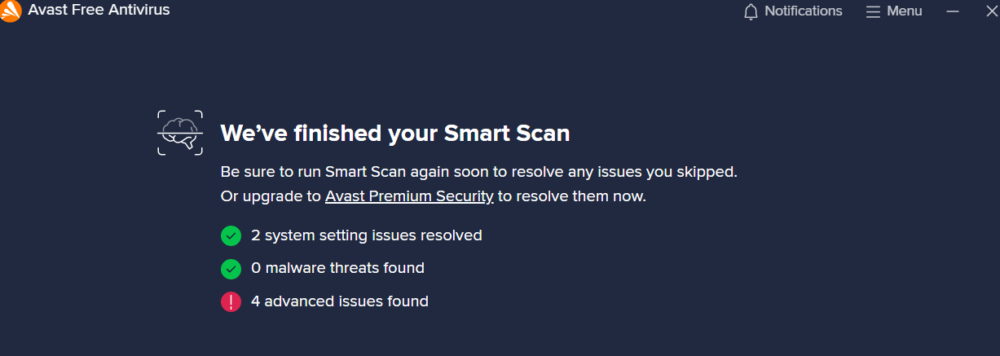 Avast Free Antivirus
Notifications
Menu
We’ve finished your Smart Scan
Be sure to run Smart Scan again soon to resolve any issues you skipped.
Or upgrade to Avast Premium Security to resolve them now.
2 system setting issues resolved
0 malware threats found
4 advanced issues found